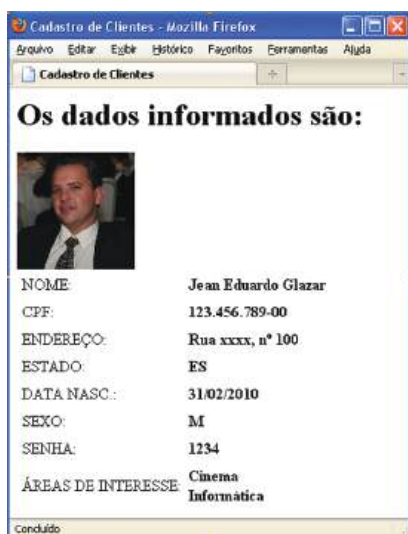 Cadastro de Clientes - Mozilla Firefox
Arquivo Editar Exibir Histórico Favoritos Ferramentas Ajuda
Cadastro de Clientes
Os dados informados são:
NOME: Jean Eduardo Glazar
CPF: 123.456.789-00
ENDEREÇO: Rua xxxx, nº 100
ESTADO: ES
DATA NASC.: 31/02/2010
SEXO: M
SENHA: 1234
ÁREAS DE INTERESSE: Cinema
Informática
Concluído